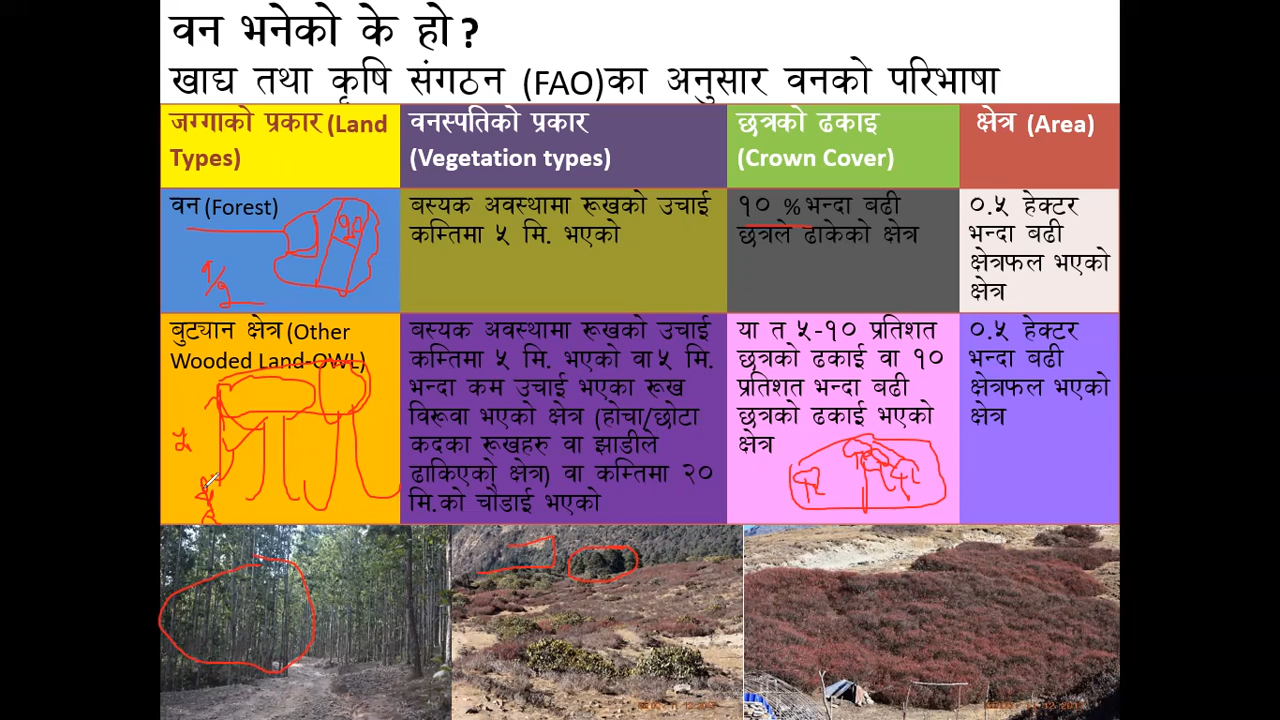 वन भनेको के हो?
खाद्य तथा कृषि संगठन (FAO)का अनुसार वनको परिभाषा
जग्गाको प्रकार (Land
Types)
वनस्पतिको प्रकार
(Vegetation types)
छत्रको ढकाइ
(Crown Cover)
क्षेत्र (Area)
वन (Forest)
बस्यक अवस्थामा रूखको उचाई
कम्तिमा ५ मि. भएको
१० %भन्दा बढी
छत्रले ढाकेको क्षेत्र
०.५ हेक्टर
भन्दा बढी
क्षेत्रफल भएको
क्षेत्र
बुट्यान क्षेत्र (Other
Wooded Land-OWL)
बस्यक अवस्थामा रूखको उचाई
कम्तिमा ५ मि. भएको वा ५ मि.
भन्दा कम उचाई भएका रूख
विरूवा भएको क्षेत्र (होचा/छोटा
कदका रूखहरु वा झाडीले
ढाकिएको क्षेत्र) वा कम्तिमा २०
मि.को चौडाई भएको
या त ५-१० प्रतिशत
छत्रको ढकाई वा १०
प्रतिशत भन्दा बढी
छत्रको ढकाई भएको
क्षेत्र
०.५ हेक्टर
भन्दा बढी
क्षेत्रफल भएको
क्षेत्र
५